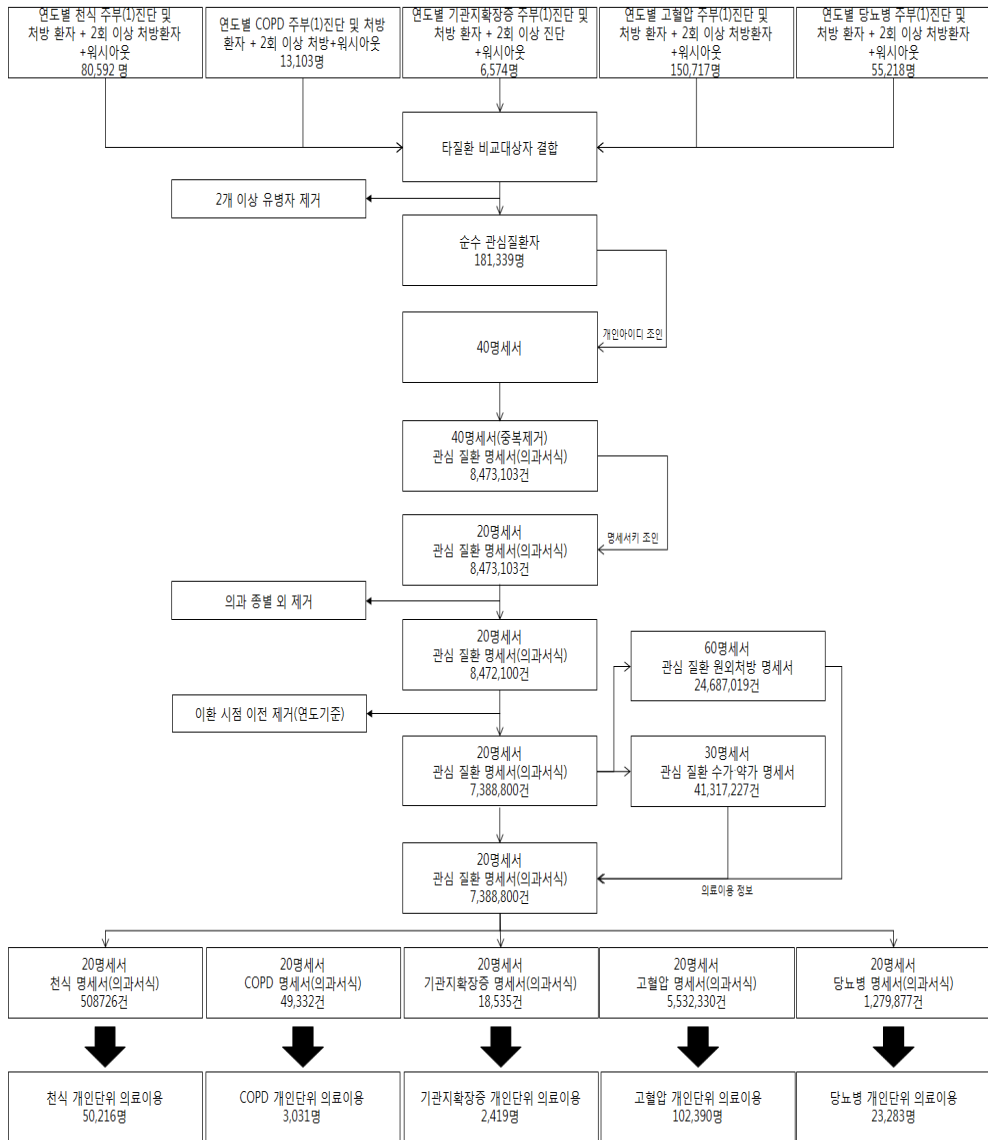 연도별 천식 주부(1)진단 및
처방 환자 + 2회 이상 처방환자
+워시아웃
80,592 명
연도별 COPD 주부(1)진단 및 처방
환자 + 2회 이상 처방+워시아웃
13,103명
연도별 기관지확장증 주부(1)진단 및
처방 환자 + 2회 이상 진단
+워시아웃
6,574명
연도별 고혈압 주부(1)진단 및
처방 환자 + 2회 이상 처방환자
+워시아웃
150,717명
연도별 당뇨병 주부(1)진단 및
처방 환자 + 2회 이상 처방환자
+워시아웃
55,218명
타질환 비교대상자 결합
2개 이상 유병자 제거
순수 관심질환자
181,339명
개인아이디 조인
40명세서
40명세서(중복제거)
관심 질환 명세서(의과서식)
8,473,103건
명세서키 조인
20명세서
관심 질환 명세서(의과서식)
8,473,103건
의과 종별 외 제거
20명세서
관심 질환 명세서(의과서식)
8,472,100건
60명세서
관심 질환 원외처방 명세서
24,687,019건
이환 시점 이전 제거(연도기준)
20명세서
관심 질환 명세서(의과서식)
7,388,800건
30명세서
관심 질환 수가·약가 명세서
41,317,227건
20명세서
관심 질환 명세서(의과서식)
7,388,800건
의료이용 정보
20명세서
천식 명세서(의과서식)
508726건
20명세서
COPD 명세서(의과서식)
49,332건
20명세서
기관지확장증 명세서(의과서식)
18,535건
20명세서
고혈압 명세서(의과서식)
5,532,330건
20명세서
당뇨병 명세서(의과서식)
1,279,877건
천식 개인단위 의료이용
50,216명
COPD 개인단위 의료이용
3,031명
기관지확장증 개인단위 의료이용
2,419명
고혈압 개인단위 의료이용
102,390명
당뇨병 개인단위 의료이용
23,283명